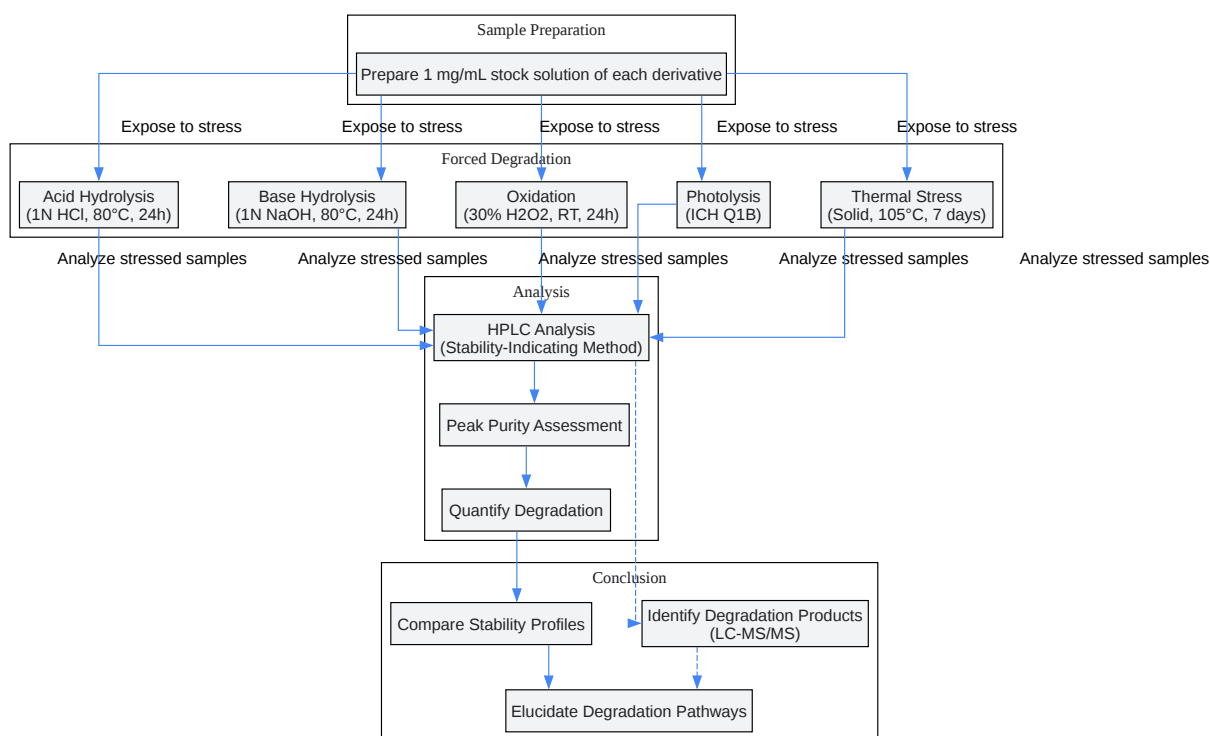 Sample Preparation
Prepare 1 mg/mL stock solution of each derivative
Expose to stress
Expose to stress
Expose to stress
Expose to stress
Expose to stress
Forced Degradation
Acid Hydrolysis
(1N HCl, 80°C, 24h)
Base Hydrolysis
(1N NaOH, 80°C, 24h)
Oxidation
(30% H2O2, RT, 24h)
Photolysis
(ICH Q1B)
Thermal Stress
(Solid, 105°C, 7 days)
Analyze stressed samples
Analyze stressed samples
Analyze stressed samples
Analyze stressed samples
Analyze stressed samples
Analysis
HPLC Analysis
(Stability-Indicating Method)
Peak Purity Assessment
Quantify Degradation
Conclusion
Compare Stability Profiles
Identify Degradation Products
(LC-MS/MS)
Elucidate Degradation Pathways